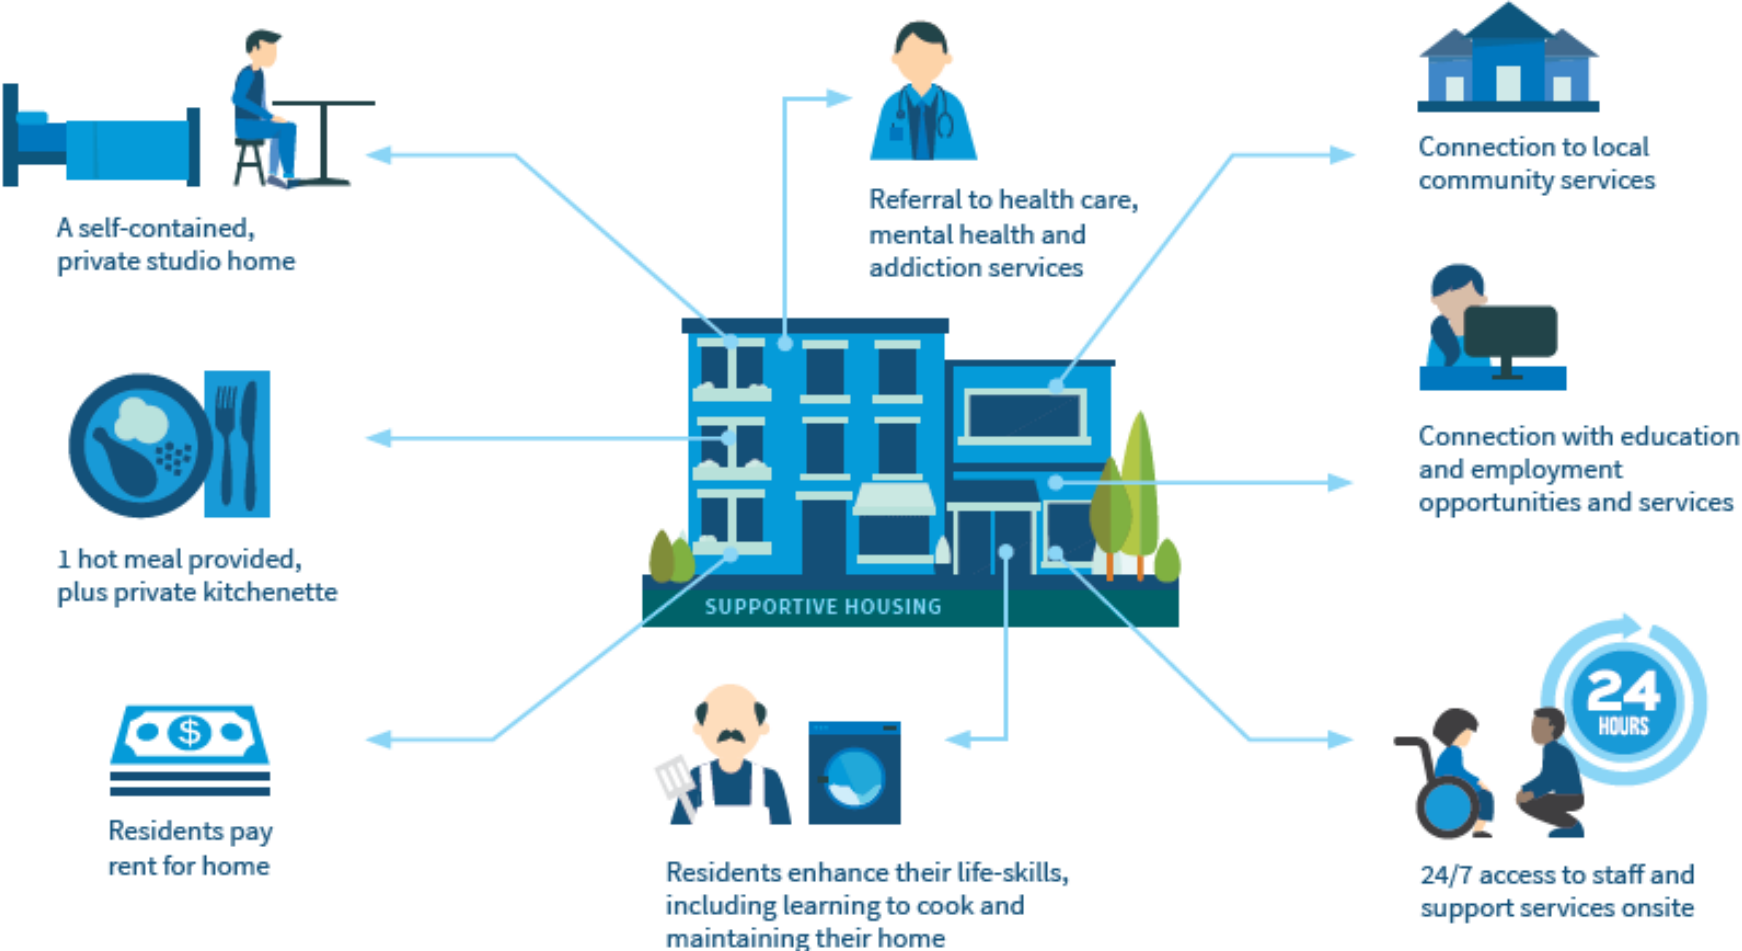 A self-contained,
private studio home
Referral to health care,
mental health and
addiction services
Connection to local
community services
Connection with education
and employment
opportunities and services
1 hot meal provided,
plus private kitchenette
SUPPORTIVE HOUSING
$
Residents pay
rent for home
Residents enhance their life-skills,
including learning to cook and
maintaining their home
24
HOURS
24/7 access to staff and
support services onsite